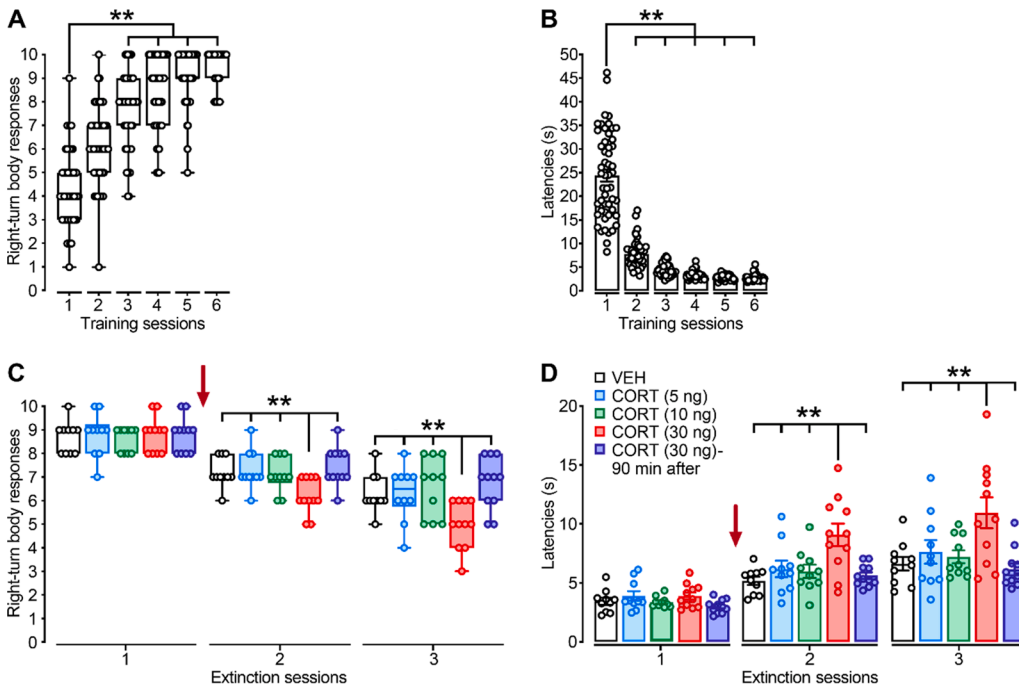 A
**
Right-turn body responses
10
9
8
7
6
5
4
3
2
1
0
1 2 3 4 5 6
Training sessions
B
**
Latencies (s)
50
45
40
35
30
25
20
15
10
5
0
1 2 3 4 5 6
Training sessions
C
**
**
Right-turn body responses
10
9
8
7
6
5
4
3
2
1
0
1 2 3
Extinction sessions
D
VEH
CORT (5 ng)
CORT (10 ng)
CORT (30 ng)
CORT (30 ng)-
90 min after
**
**
Latencies (s)
20
15
10
5
0
1 2 3
Extinction sessions